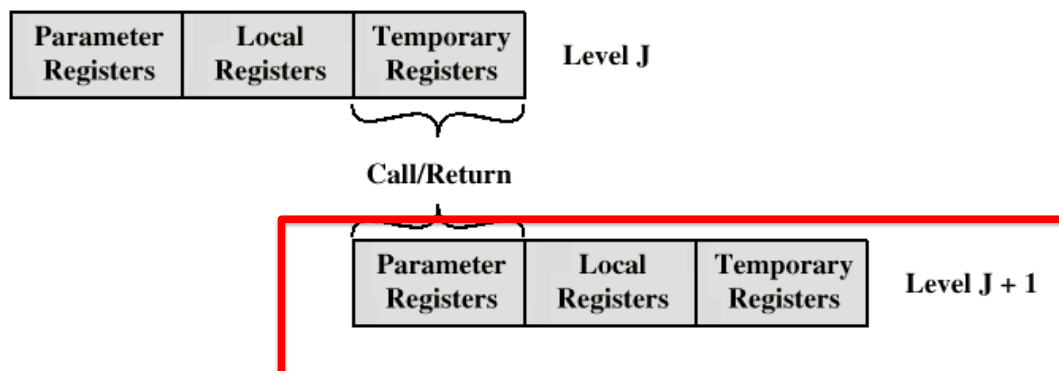 Parameter Local Temporary
Registers Registers Registers
Level J
Call/Return
Parameter Local Temporary
Registers Registers Registers
Level J + 1